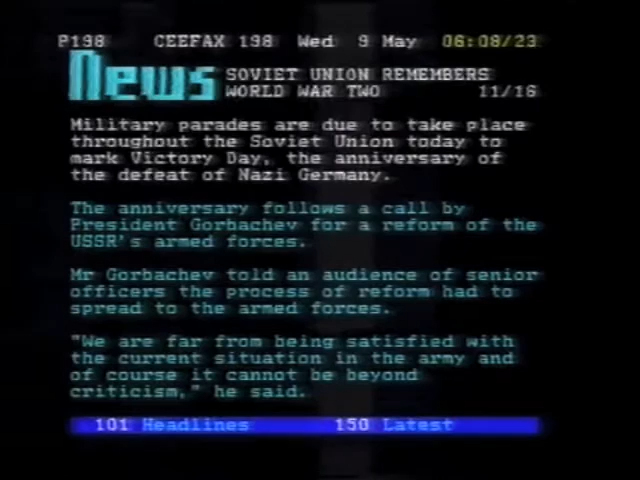 P198 CEEFAX 198 Wed 9 May 06:08/23
News SOVIET UNION REMEMBERS
WORLD WAR TWO 11/16
Military parades are due to take place
throughout the Soviet Union today to
mark Victory Day, the anniversary of
the defeat of Nazi Germany.
The anniversary follows a call by
President Gorbachev for a reform of the
USSR's armed forces.
Mr Gorbachev told an audience of senior
officers the process of reform had to
spread to the armed forces.
"We are far from being satisfied with
the current situation in the army and
of course it cannot be beyond
criticism," he said.
101 Headlines 150 Latest